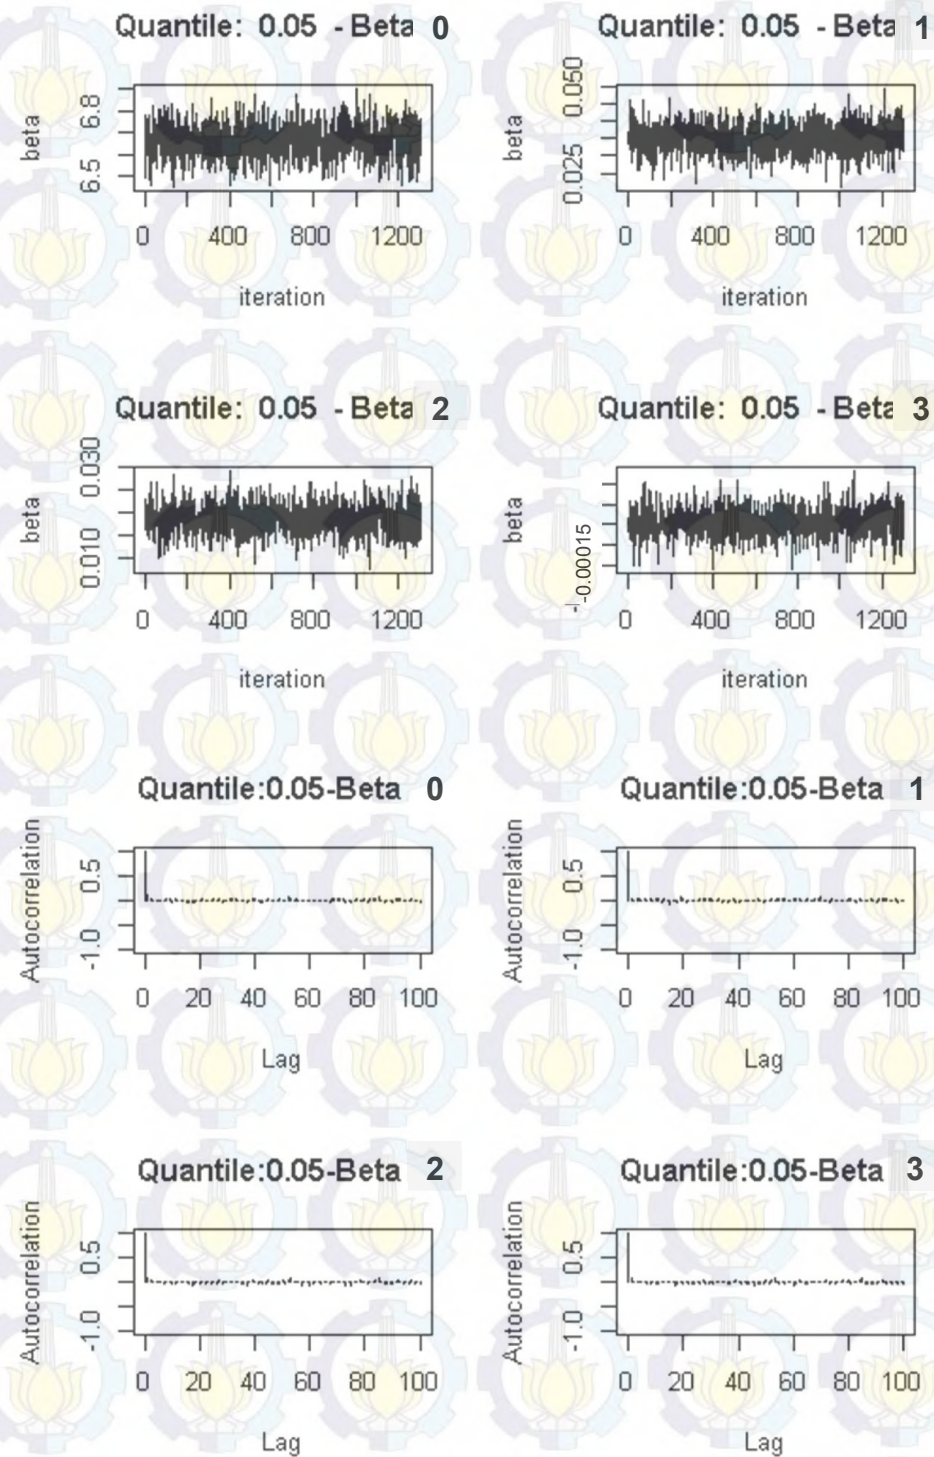 Quantile: 0.05 - Beta 0
beta
6.5 6.8
0 400 800 1200
iteration
Quantile: 0.05 - Beta 1
beta
0.025 0.050
0 400 800 1200
iteration
Quantile: 0.05 - Beta 2
beta
0.010 0.030
0 400 800 1200
iteration
Quantile: 0.05 - Beta 3
beta
-0.00015
0 400 800 1200
iteration
Quantile:0.05-Beta 0
Autocorrelation
-1.0 0.5
0 20 40 60 80 100
Lag
Quantile:0.05-Beta 1
Autocorrelation
-1.0 0.5
0 20 40 60 80 100
Lag
Quantile:0.05-Beta 2
Autocorrelation
-1.0 0.5
0 20 40 60 80 100
Lag
Quantile:0.05-Beta 3
Autocorrelation
-1.0 0.5
0 20 40 60 80 100
Lag